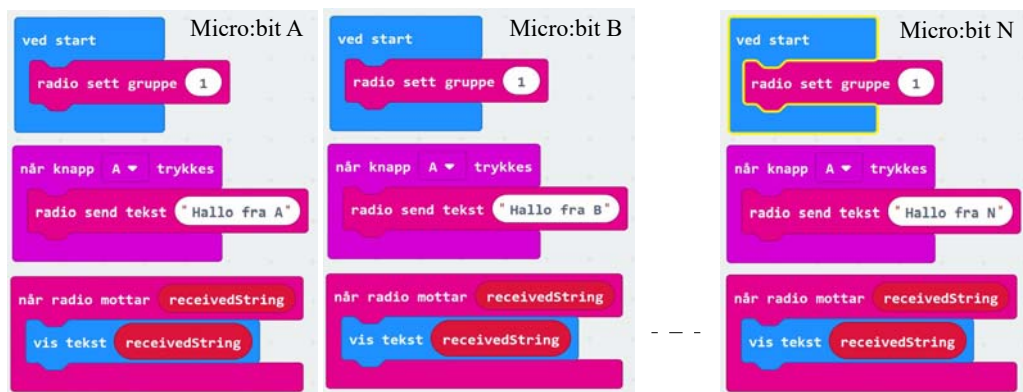 Micro:bit A
ved start
radio sett gruppe 1
når knapp A trykkes
radio send tekst "Hallo fra A"
når radio mottar receivedString
vis tekst receivedString
Micro:bit B
ved start
radio sett gruppe 1
når knapp A trykkes
radio send tekst "Hallo fra B"
når radio mottar receivedString
vis tekst receivedString
Micro:bit N
ved start
radio sett gruppe 1
når knapp A trykkes
radio send tekst "Hallo fra N"
når radio mottar receivedString
vis tekst receivedString